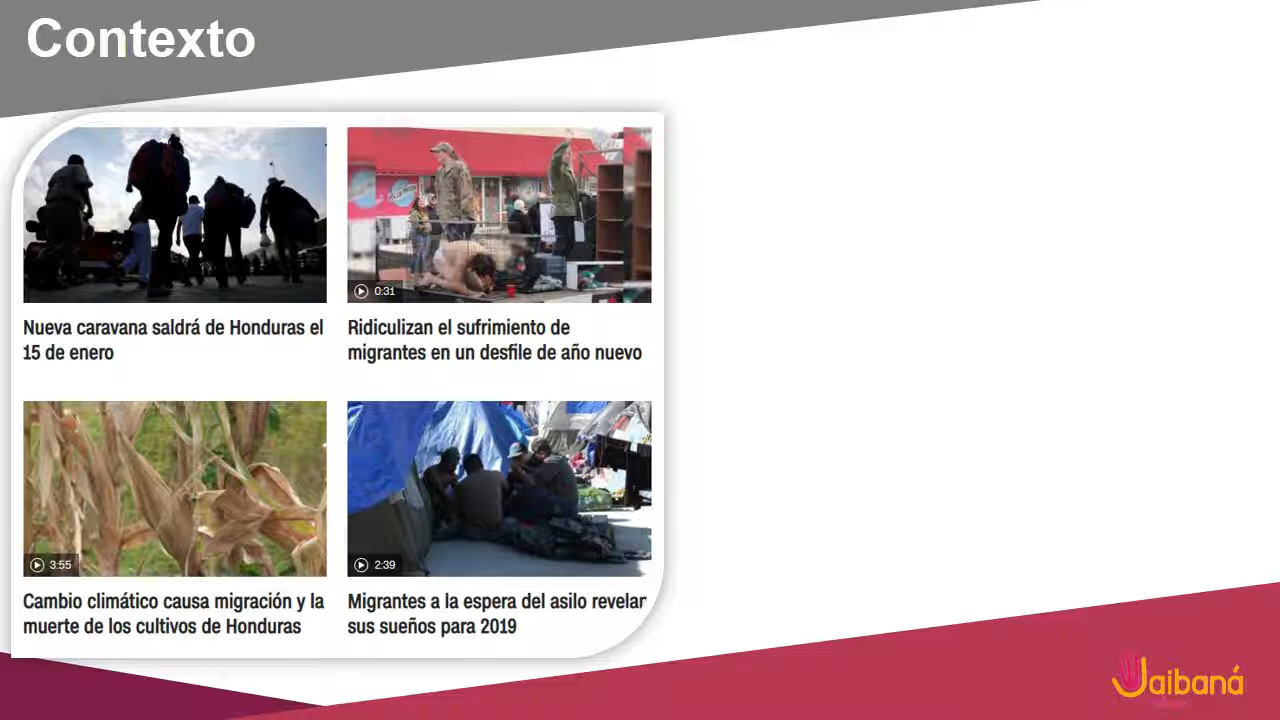 Contexto
0:31
Nueva caravana saldrá de Honduras el
15 de enero
Ridiculizan el sufrimiento de
migrantes en un desfile de año nuevo
3:55
2:39
Cambio climático causa migración y la
muerte de los cultivos de Honduras
Migrantes a la espera del asilo revelar
sus sueños para 2019
Jaibaná